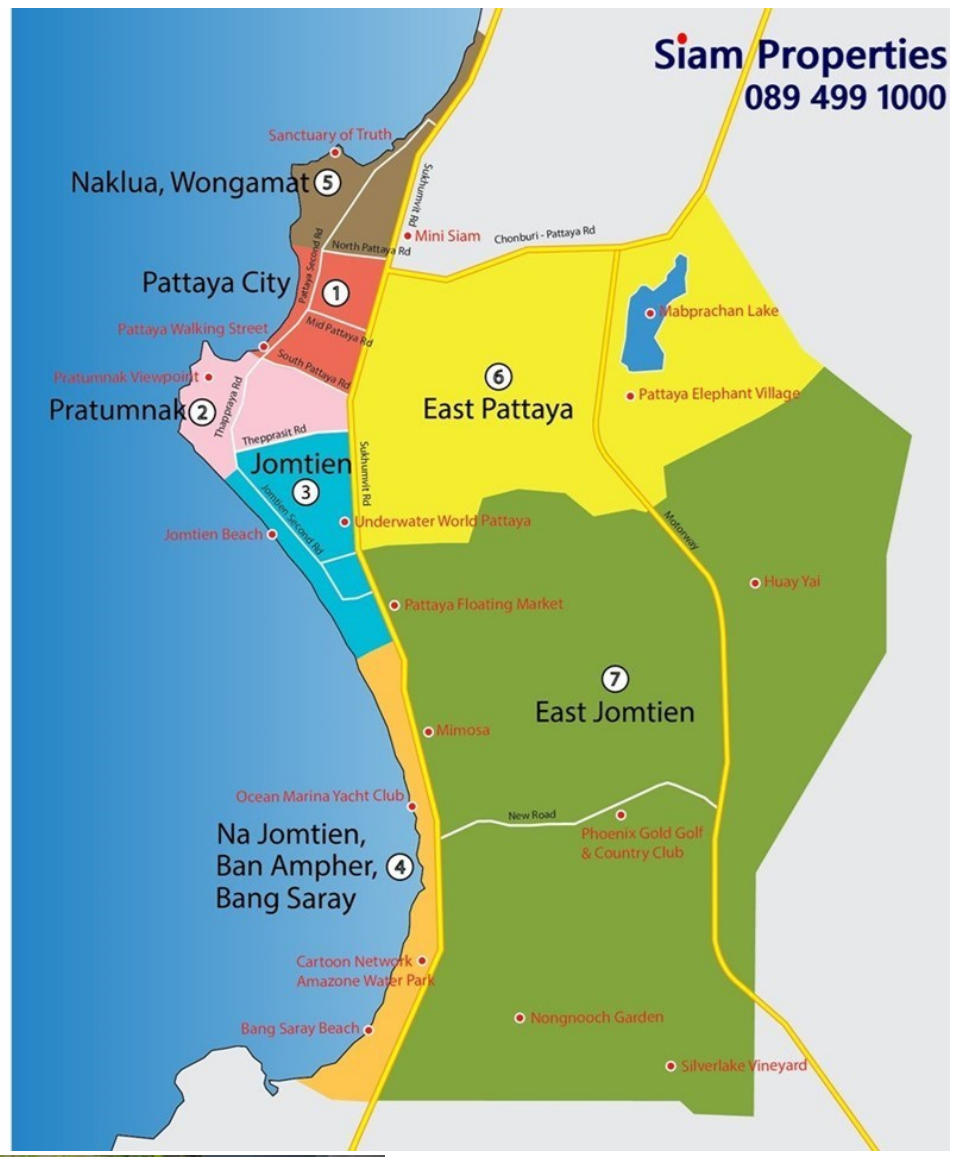 Siam Properties
089 499 1000
Sanctuary of Truth
Naklua, Wongamat 5
Sukhumvit Rd
Mini Siam
Chonburi - Pattaya Rd
North Pattaya Rd
Pattaya Second Rd
Pattaya City
1
Mabprachan Lake
Mid Pattaya Rd
Pattaya Walking Street
South Pattaya Rd
Pratumnak Viewpoint
6
East Pattaya
Pattaya Elephant Village
Pratumnak 2
Thappraya Rd
Thepprasit Rd
Jomtien
3
Sukhumvit Rd
Jomtien Second Rd
Underwater World Pattaya
Jomtien Beach
Motorway
Huay Yai
Pattaya Floating Market
7
East Jomtien
Mimosa
Ocean Marina Yacht Club
New Road
Phoenix Gold Golf
& Country Club
Na Jomtien,
Ban Ampher,
Bang Saray
4
Cartoon Network
Amazone Water Park
Bang Saray Beach
Nongnooch Garden
Silverlake Vineyard